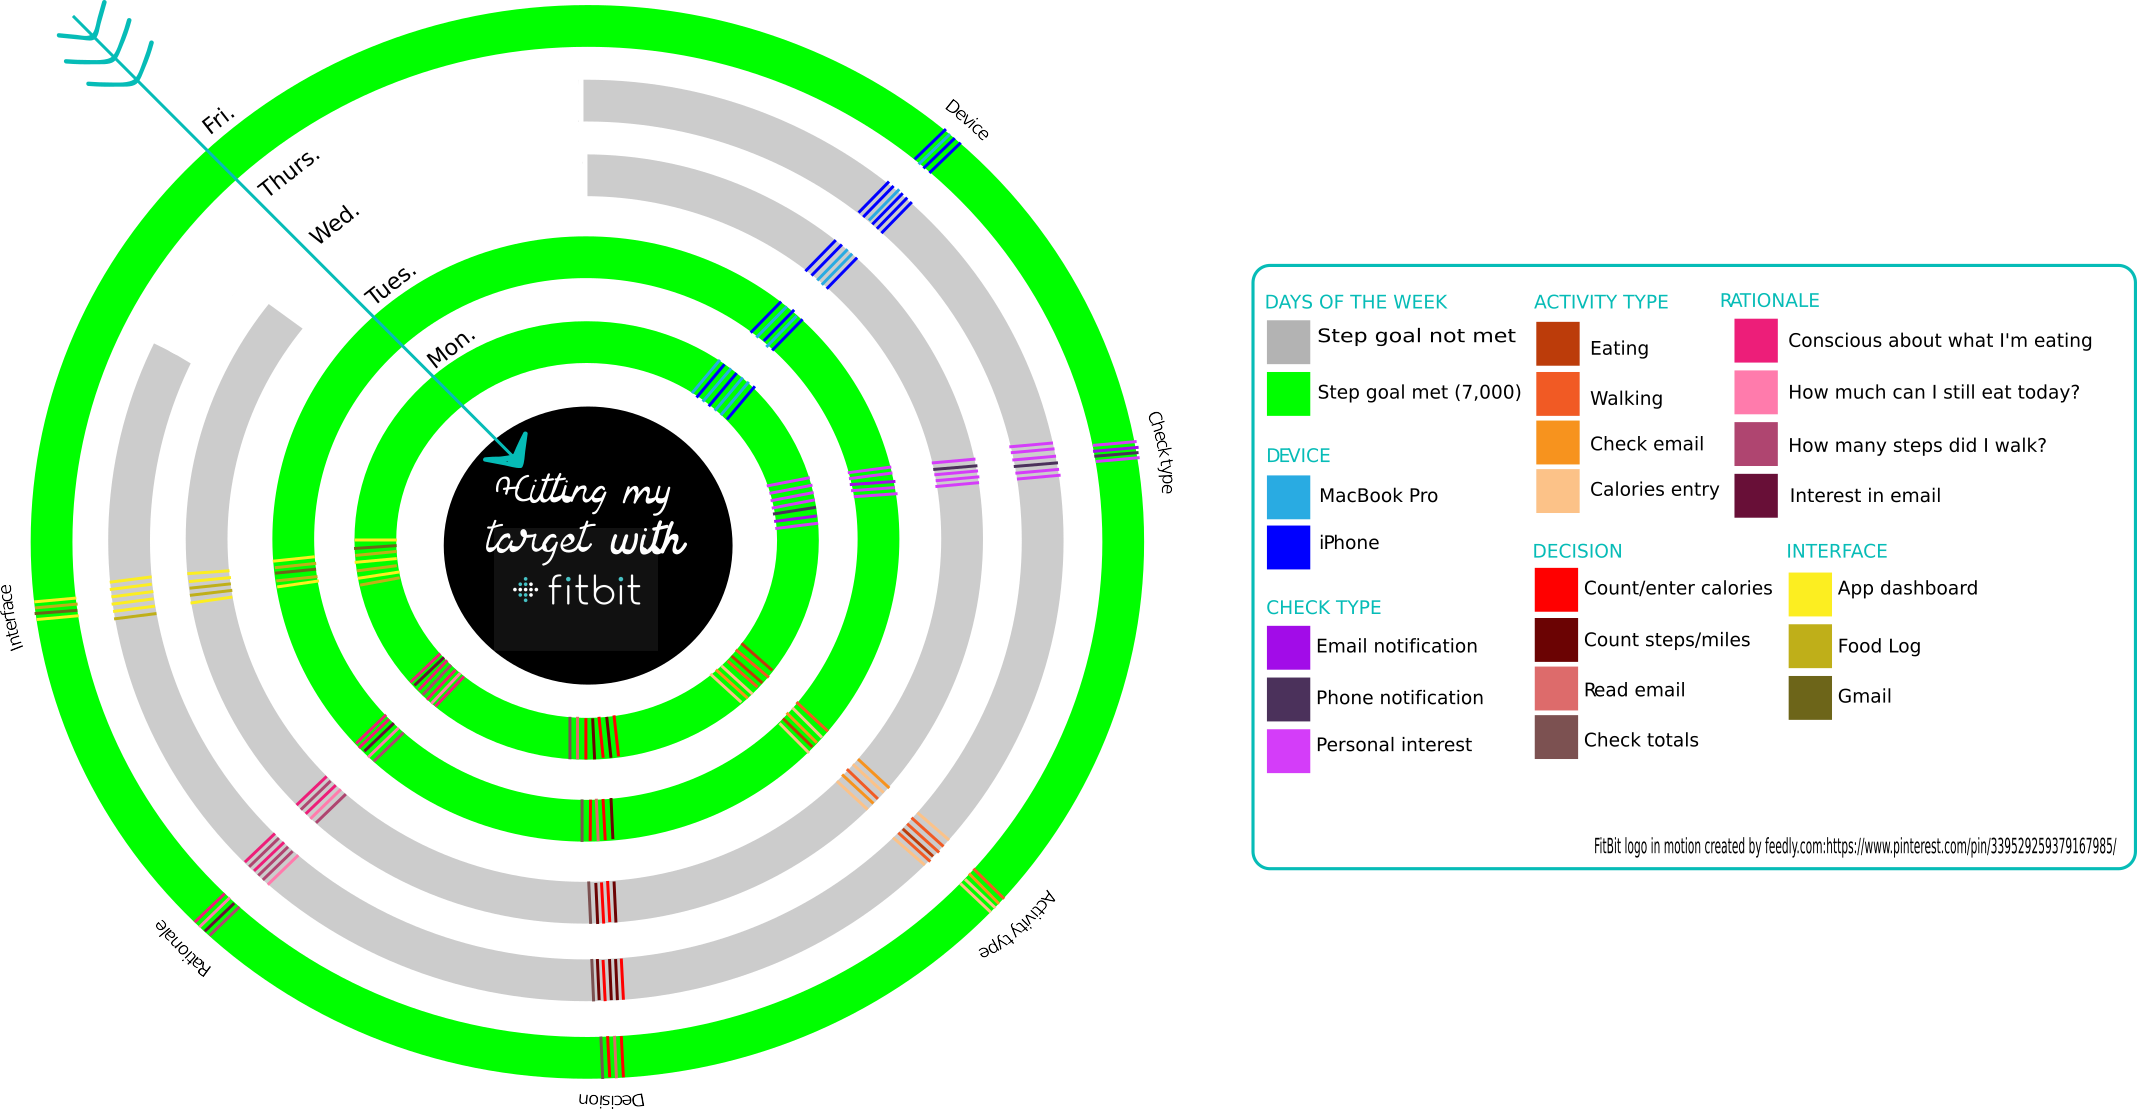 Fri.
Thurs.
Wed.
Tues.
Mon.
Device
Check type
Activity type
Decision
Rationale
Interface
Hitting my
target with
fitbit
DAYS OF THE WEEK
Step goal not met
Step goal met (7,000)
DEVICE
MacBook Pro
iPhone
CHECK TYPE
Email notification
Phone notification
Personal interest
ACTIVITY TYPE
Eating
Walking
Check email
Calories entry
DECISION
Count/enter calories
Count steps/miles
Read email
Check totals
RATIONALE
Conscious about what I'm eating
How much can I still eat today?
How many steps did I walk?
Interest in email
INTERFACE
App dashboard
Food Log
Gmail
FitBit logo in motion created by feedly.com:https://www.pinterest.com/pin/339529259379167985/